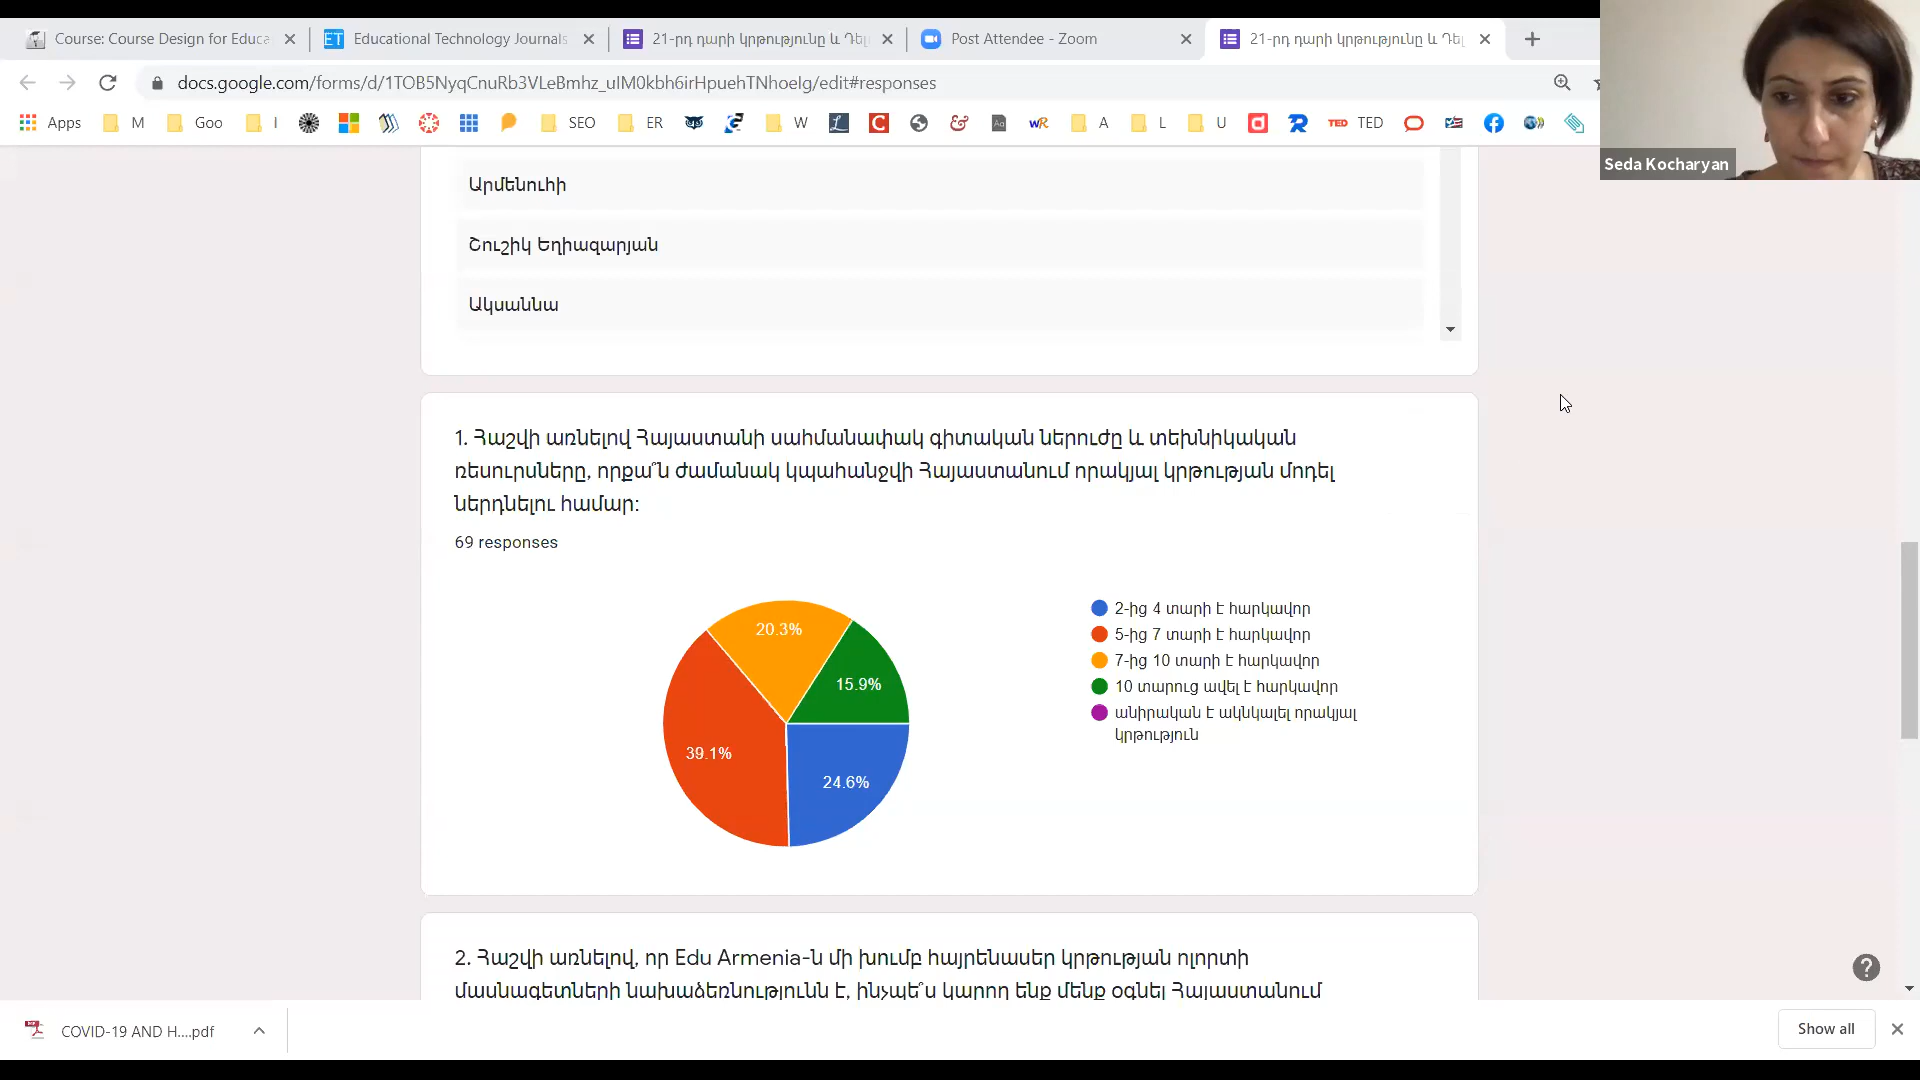 Course: Course Design for Educa
Educational Technology Journals
21-րդ դարի կրթությունը և Դել
Post Attendee - Zoom
21-րդ դարի կրթությունը և Դել
docs.google.com/forms/d/1TOB5NyqCnuRb3VLeBmhz_uIM0kbh6irHpuehTNhoeIg/edit#responses
Apps M Goo I SEO ER W A L U TED TED
Seda Kocharyan
Արմենուհի
Շուշիկ Եղիազարյան
Ակսաննա
1. Հաշվի առնելով Հայաստանի սահմանափակ գիտական ներուժը և տեխնիկական
ռեսուրսները, որքա՞ն ժամանակ կպահանջվի Հայաստանում որակյալ կրթության մոդել
ներդնելու համար:
69 responses
20.3%
15.9%
39.1%
24.6%
2-ից 4 տարի է հարկավոր
5-ից 7 տարի է հարկավոր
7-ից 10 տարի է հարկավոր
10 տարուց ավել է հարկավոր
անիրական է ակնկալել որակյալ
կրթություն
2. Հաշվի առնելով, որ Edu Armenia-ն մի խումբ հայրենասեր կրթության ոլորտի
մասնագետների նախաձեռնությունն է, ինչպե՞ս կարող ենք մենք օգնել Հայաստանում
COVID-19 AND H....pdf
Show all